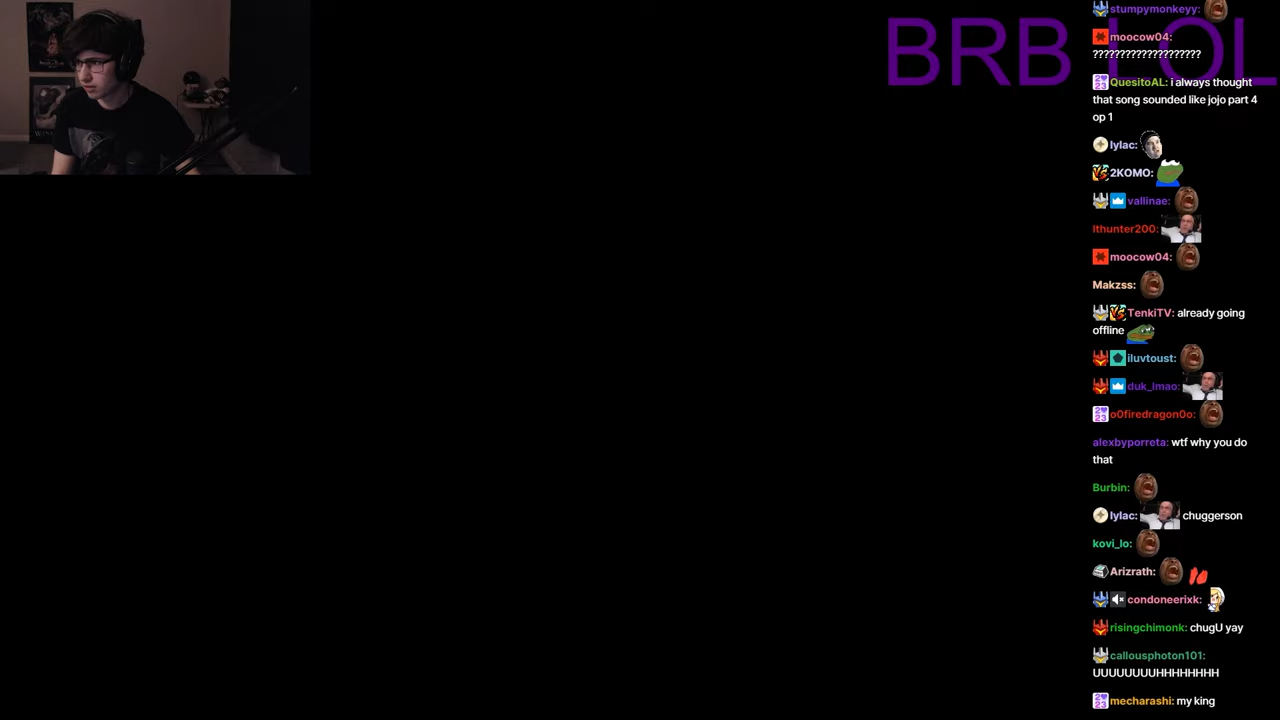 BRB LOL
stumpymonkeyy:
moocow04:
????????????????????
QuesitoAL: i always thought
that song sounded like jojo part 4
op 1
lylac:
2KOMO:
vallinae:
lthunter200:
moocow04:
Makzss:
TenkiTV: already going
offline
iluvtoust:
duk_lmao:
o0firedragon0o:
alexbyporreta: wtf why you do
that
Burbin:
lylac: chuggerson
kovi_lo:
Arizrath:
condoneerixk:
risingchimonk: chugU yay
callousphoton101:
UUUUUUUUHHHHHHHH
mecharashi: my king